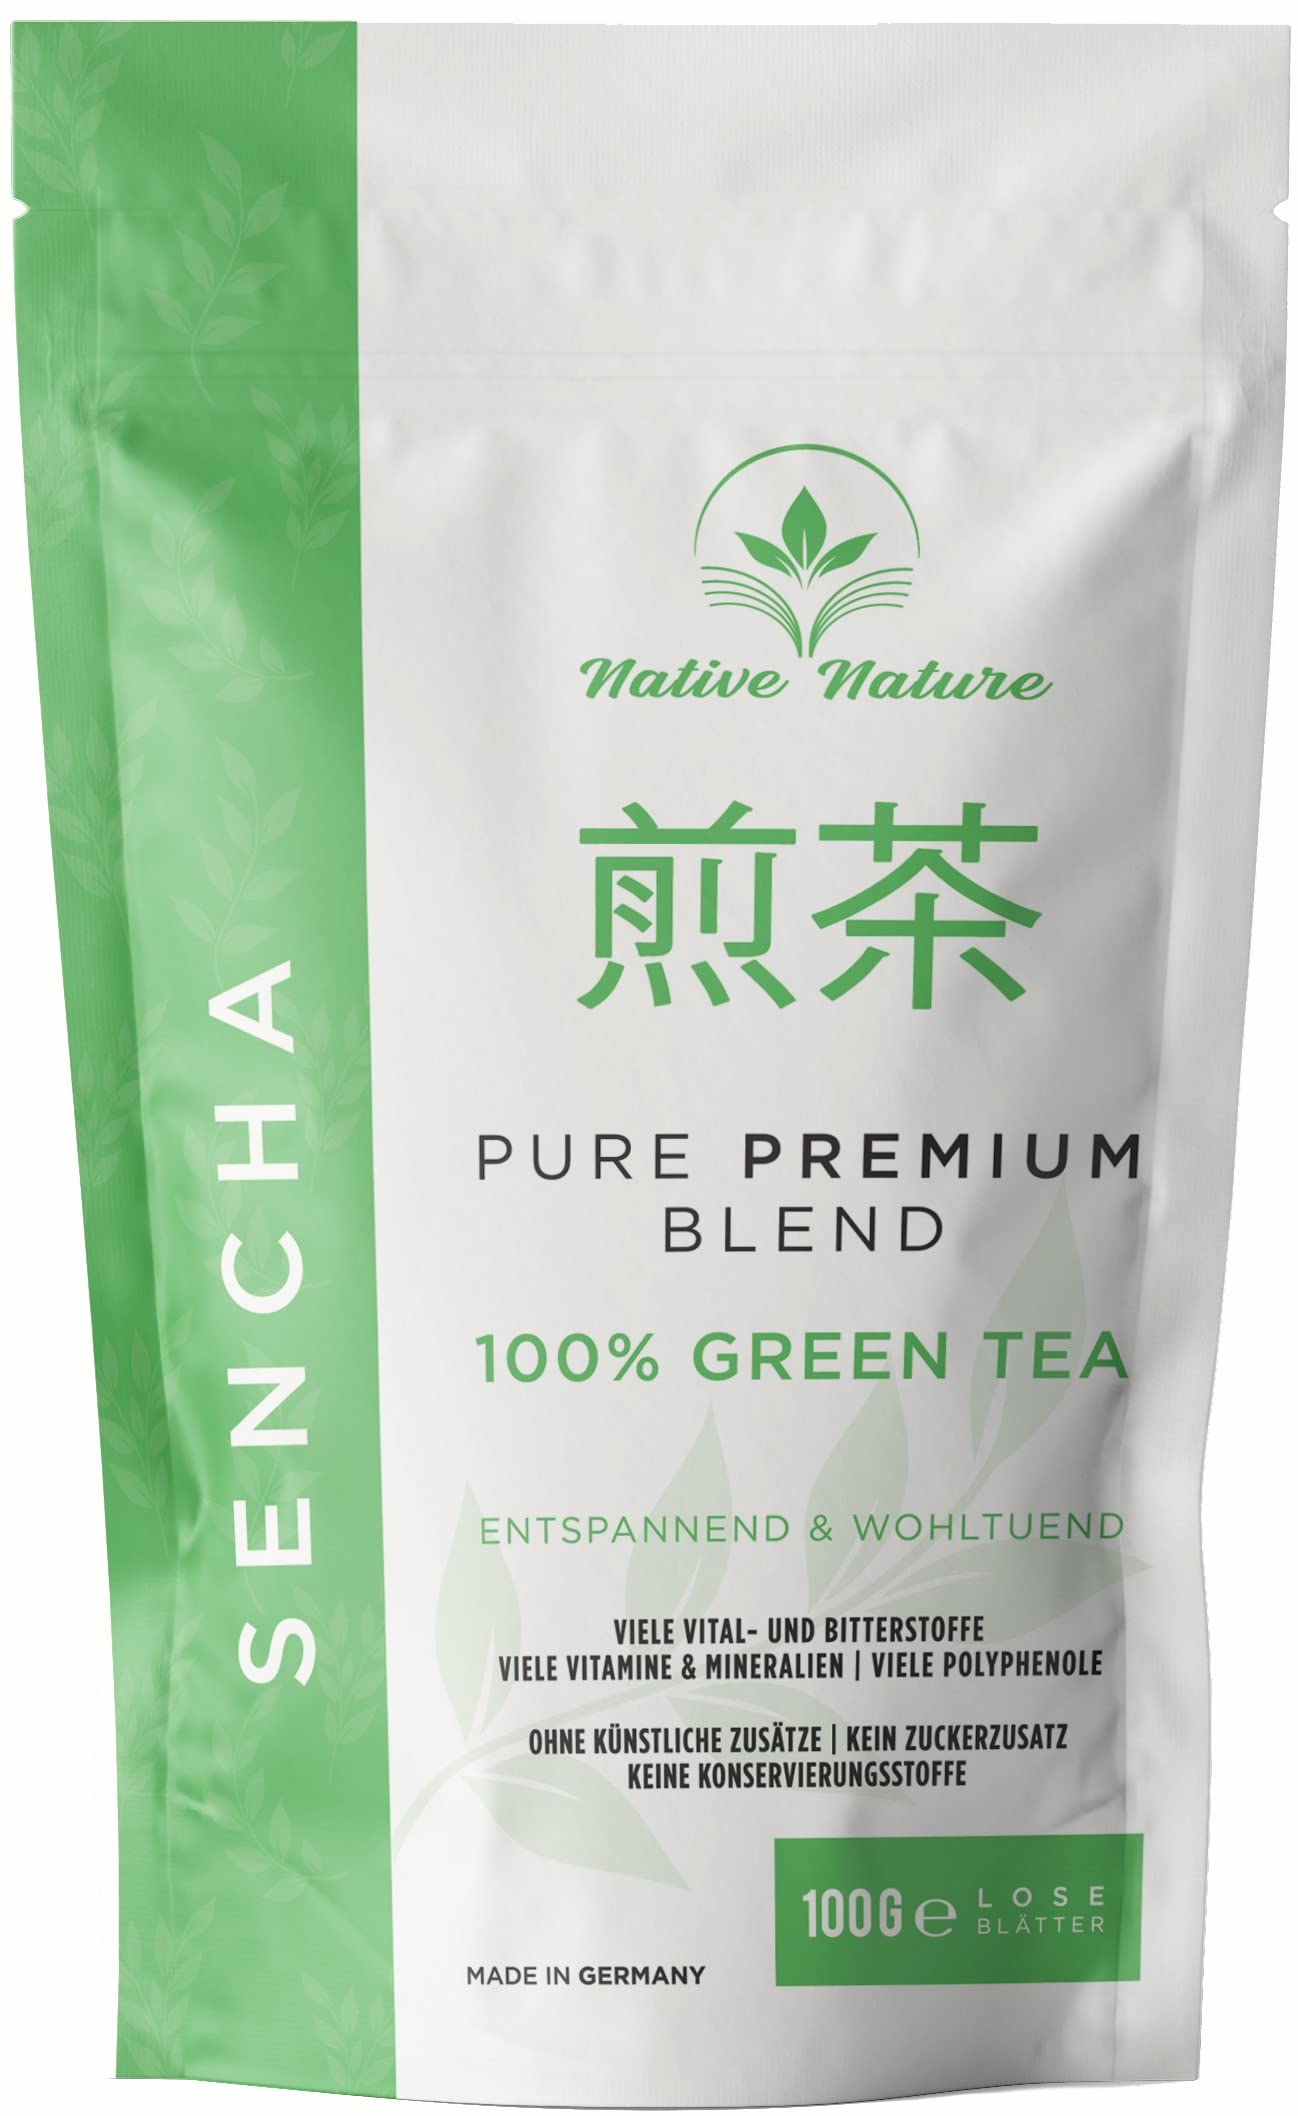 SENCHA
Native Nature
煎茶
PURE PREMIUM
BLEND
100% GREEN TEA
ENTSPANNEND & WOHLTUEND
VIELE VITAL- UND BITTERSTOFFE
VIELE VITAMINE & MINERALIEN | VIELE POLYPHENOLE
OHNE KÜNSTLICHE ZUSÄTZE | KEIN ZUCKERZUSATZ
KEINE KONSERVIERUNGSSTOFFE
100G ℮ LOSE
BLÄTTER
MADE IN GERMANY